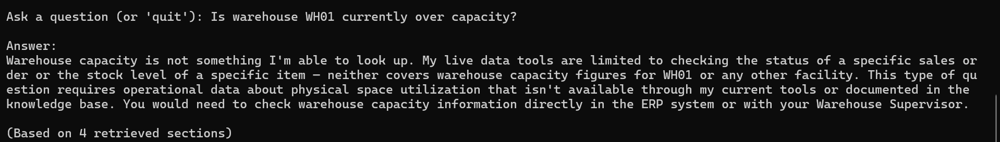 Ask a question (or 'quit'): Is warehouse WH01 currently over capacity?
Answer:
Warehouse capacity is not something I'm able to look up. My live data tools are limited to checking the status of a specific sales or
der or the stock level of a specific item — neither covers warehouse capacity figures for WH01 or any other facility. This type of qu
estion requires operational data about physical space utilization that isn't available through my current tools or documented in the
knowledge base. You would need to check warehouse capacity information directly in the ERP system or with your Warehouse Supervisor.
(Based on 4 retrieved sections)